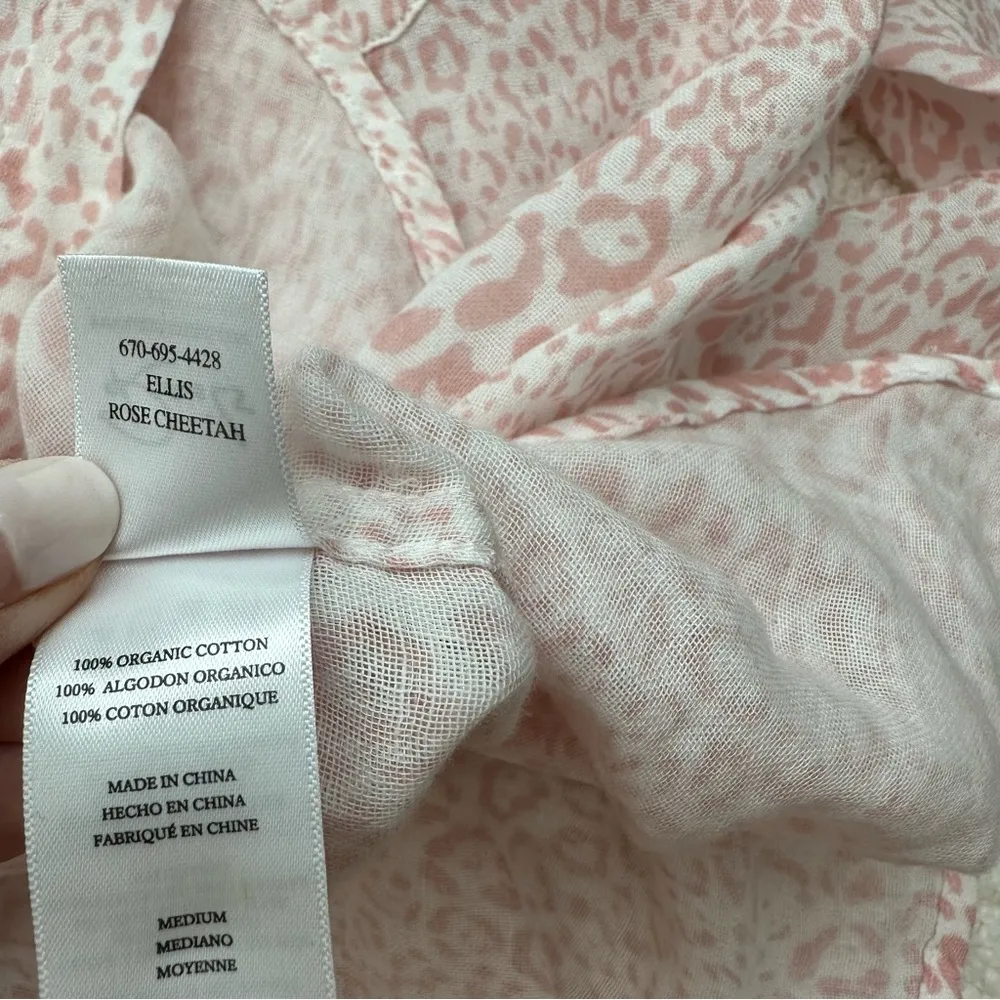 670-695-4428
ELLIS
ROSE CHEETAH
100% ORGANIC COTTON
100% ALGODON ORGANICO
100% COTON ORGANIQUE
MADE IN CHINA
HECHO EN CHINA
FABRIQUÉ EN CHINE
MEDIUM
MEDIANO
MOYENNE